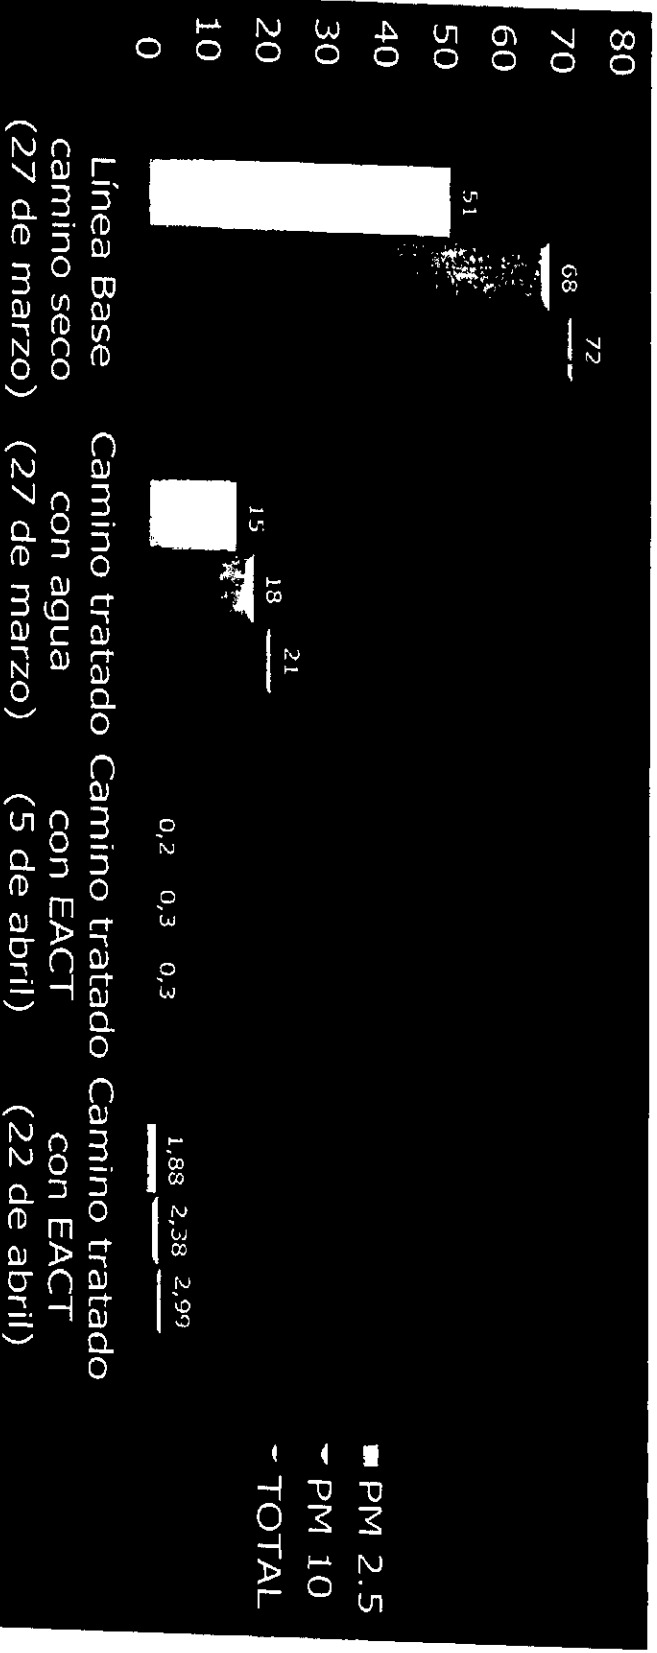 80
70
60
50
40
30
20
10
0
51
68
72
15
18
21
0,2
0,3
0,3
1,88
2,38
2,99
Línea Base
camino seco
(27 de marzo)
Camino tratado
con agua
(27 de marzo)
Camino tratado
con EACT
(5 de abril)
Camino tratado
con EACT
(22 de abril)
PM 2.5
PM 10
TOTAL